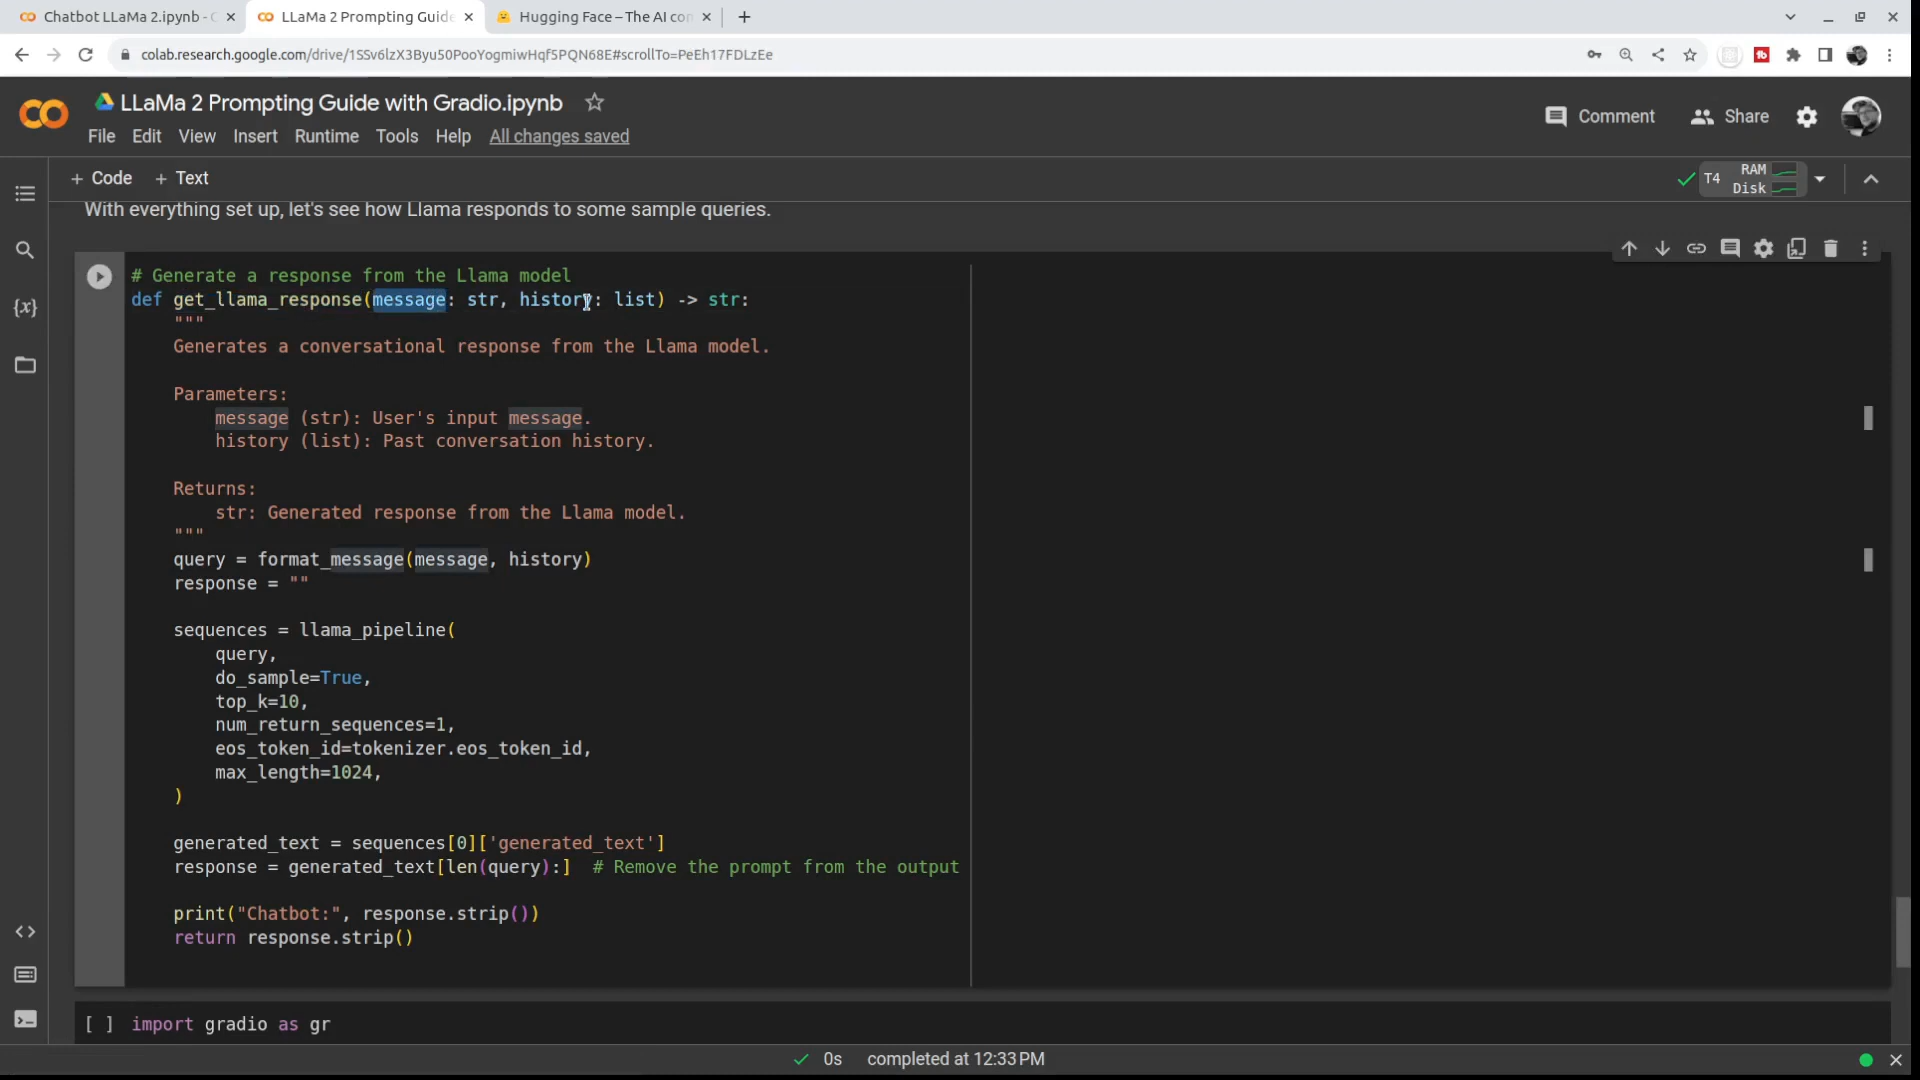 Chatbot LLaMa 2.ipynb - C
LLaMa 2 Prompting Guide
Hugging Face – The AI con
colab.research.google.com/drive/1SSv6lzX3Byu50PooYogmiwHqf5PQN68E#scrollTo=PeEh17FDLzEe
LLaMa 2 Prompting Guide with Gradio.ipynb
Comment
Share
File Edit View Insert Runtime Tools Help All changes saved
+ Code + Text
T4 RAM
Disk
With everything set up, let's see how Llama responds to some sample queries.
# Generate a response from the Llama model
def get_llama_response(message: str, history: list) -> str:
"""
Generates a conversational response from the Llama model.
Parameters:
message (str): User's input message.
history (list): Past conversation history.
Returns:
str: Generated response from the Llama model.
"""
query = format_message(message, history)
response = ""
sequences = llama_pipeline(
query,
do_sample=True,
top_k=10,
num_return_sequences=1,
eos_token_id=tokenizer.eos_token_id,
max_length=1024,
)
generated_text = sequences[0]['generated_text']
response = generated_text[len(query):]  # Remove the prompt from the output
print("Chatbot:", response.strip())
return response.strip()
[ ] import gradio as gr
0s completed at 12:33 PM